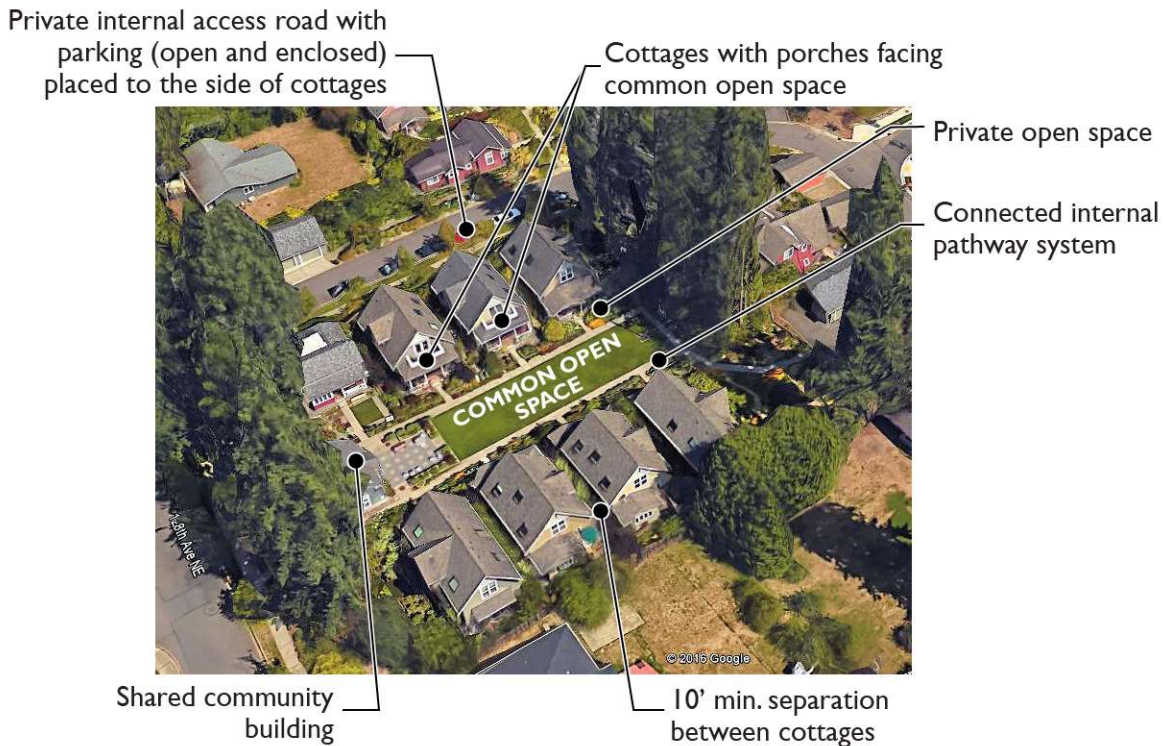 Private internal access road with
parking (open and enclosed)
placed to the side of cottages
Cottages with porches facing
common open space
Private open space
Connected internal
pathway system
COMMON OPEN
SPACE
128th Ave NE
© 2016 Google
Shared community
building
10' min. separation
between cottages